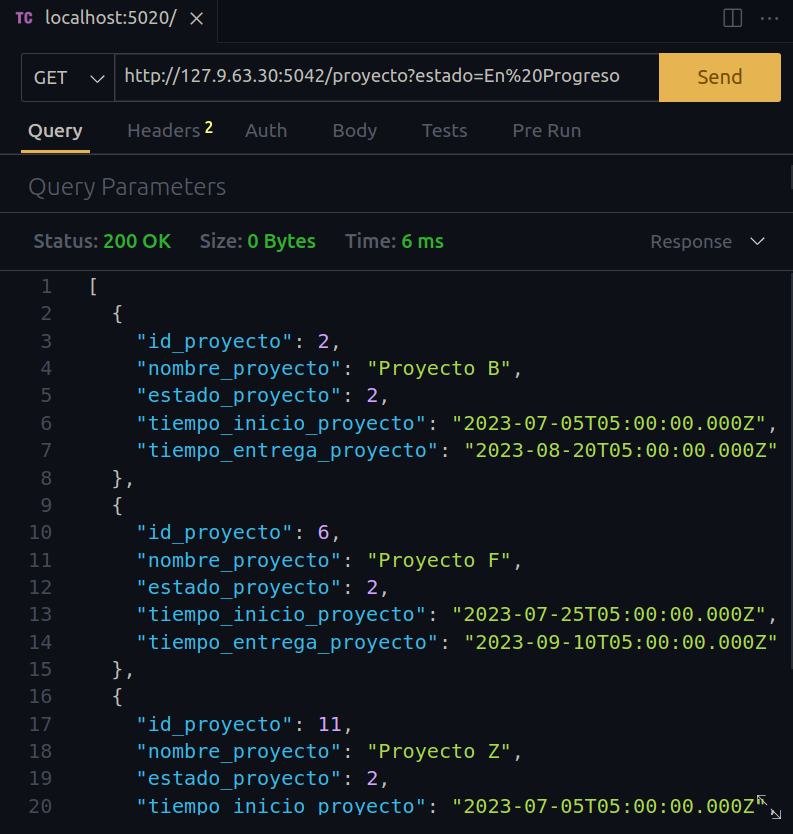 TC localhost:5020/
GET http://127.9.63.30:5042/proyecto?estado=En%20Progreso Send
Query Headers 2 Auth Body Tests Pre Run
Query Parameters
Status: 200 OK Size: 0 Bytes Time: 6 ms Response
1 [
2 {
3 "id_proyecto": 2,
4 "nombre_proyecto": "Proyecto B",
5 "estado_proyecto": 2,
6 "tiempo_inicio_proyecto": "2023-07-05T05:00:00.000Z",
7 "tiempo_entrega_proyecto": "2023-08-20T05:00:00.000Z"
8 },
9 {
10 "id_proyecto": 6,
11 "nombre_proyecto": "Proyecto F",
12 "estado_proyecto": 2,
13 "tiempo_inicio_proyecto": "2023-07-25T05:00:00.000Z",
14 "tiempo_entrega_proyecto": "2023-09-10T05:00:00.000Z"
15 },
16 {
17 "id_proyecto": 11,
18 "nombre_proyecto": "Proyecto Z",
19 "estado_proyecto": 2,
20 "tiempo_inicio_proyecto": "2023-07-05T05:00:00.000Z",